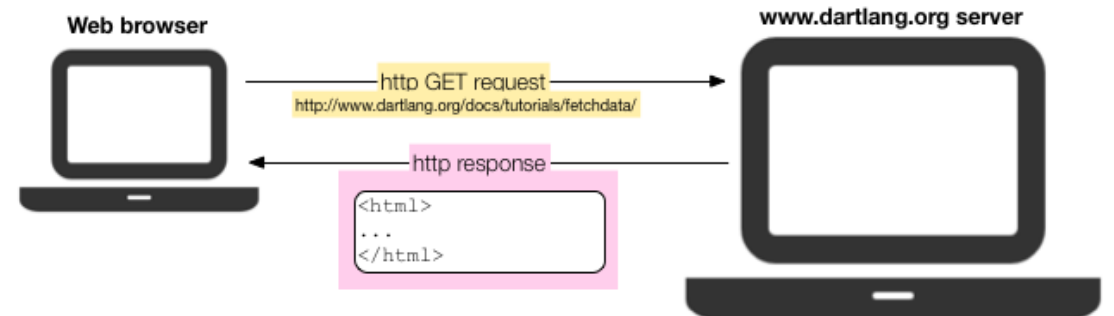 Web browser
www.dartlang.org server
http GET request
http://www.dartlang.org/docs/tutorials/fetchdata/
http response
<html>
...
</html>